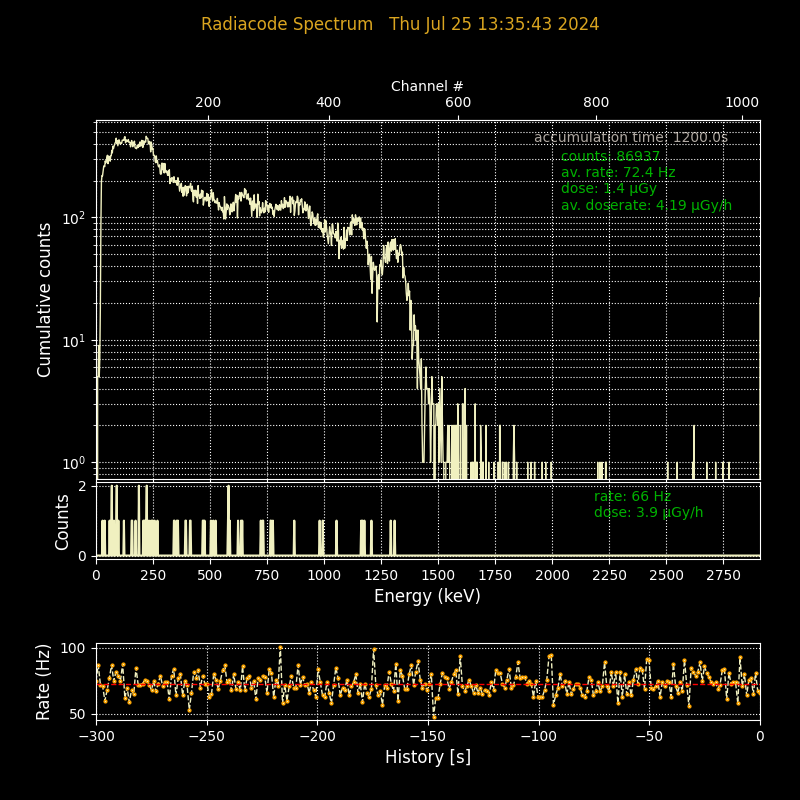 Radiacode Spectrum   Thu Jul 25 13:35:43 2024
Channel #
200 400 600 800 1000
accumulation time: 1200.0s
counts: 86937
av. rate: 72.4 Hz
dose: 1.4 µGy
av. doserate: 4.19 µGy/h
Cumulative counts
10²
10¹
10⁰
rate: 66 Hz
dose: 3.9 µGy/h
Counts
2
0
0 250 500 750 1000 1250 1500 1750 2000 2250 2500 2750
Energy (keV)
Rate (Hz)
100
50
−300 −250 −200 −150 −100 −50 0
History [s]